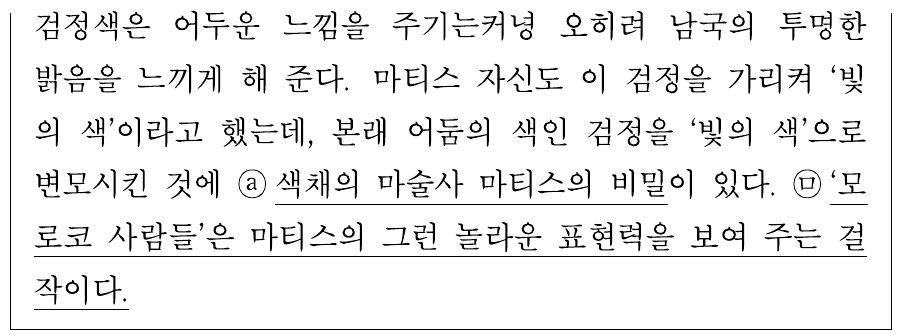 검정색은 어두운 느낌을 주기는커녕 오히려 남국의 투명한
밝음을 느끼게 해 준다. 마티스 자신도 이 검정을 가리켜 ‘빛
의 색’이라고 했는데, 본래 어둠의 색인 검정을 ‘빛의 색’으로
변모시킨 것에 ⓐ 색채의 마술사 마티스의 비밀이 있다. ㉤ ‘모
로코 사람들’은 마티스의 그런 놀라운 표현력을 보여 주는 걸
작이다.